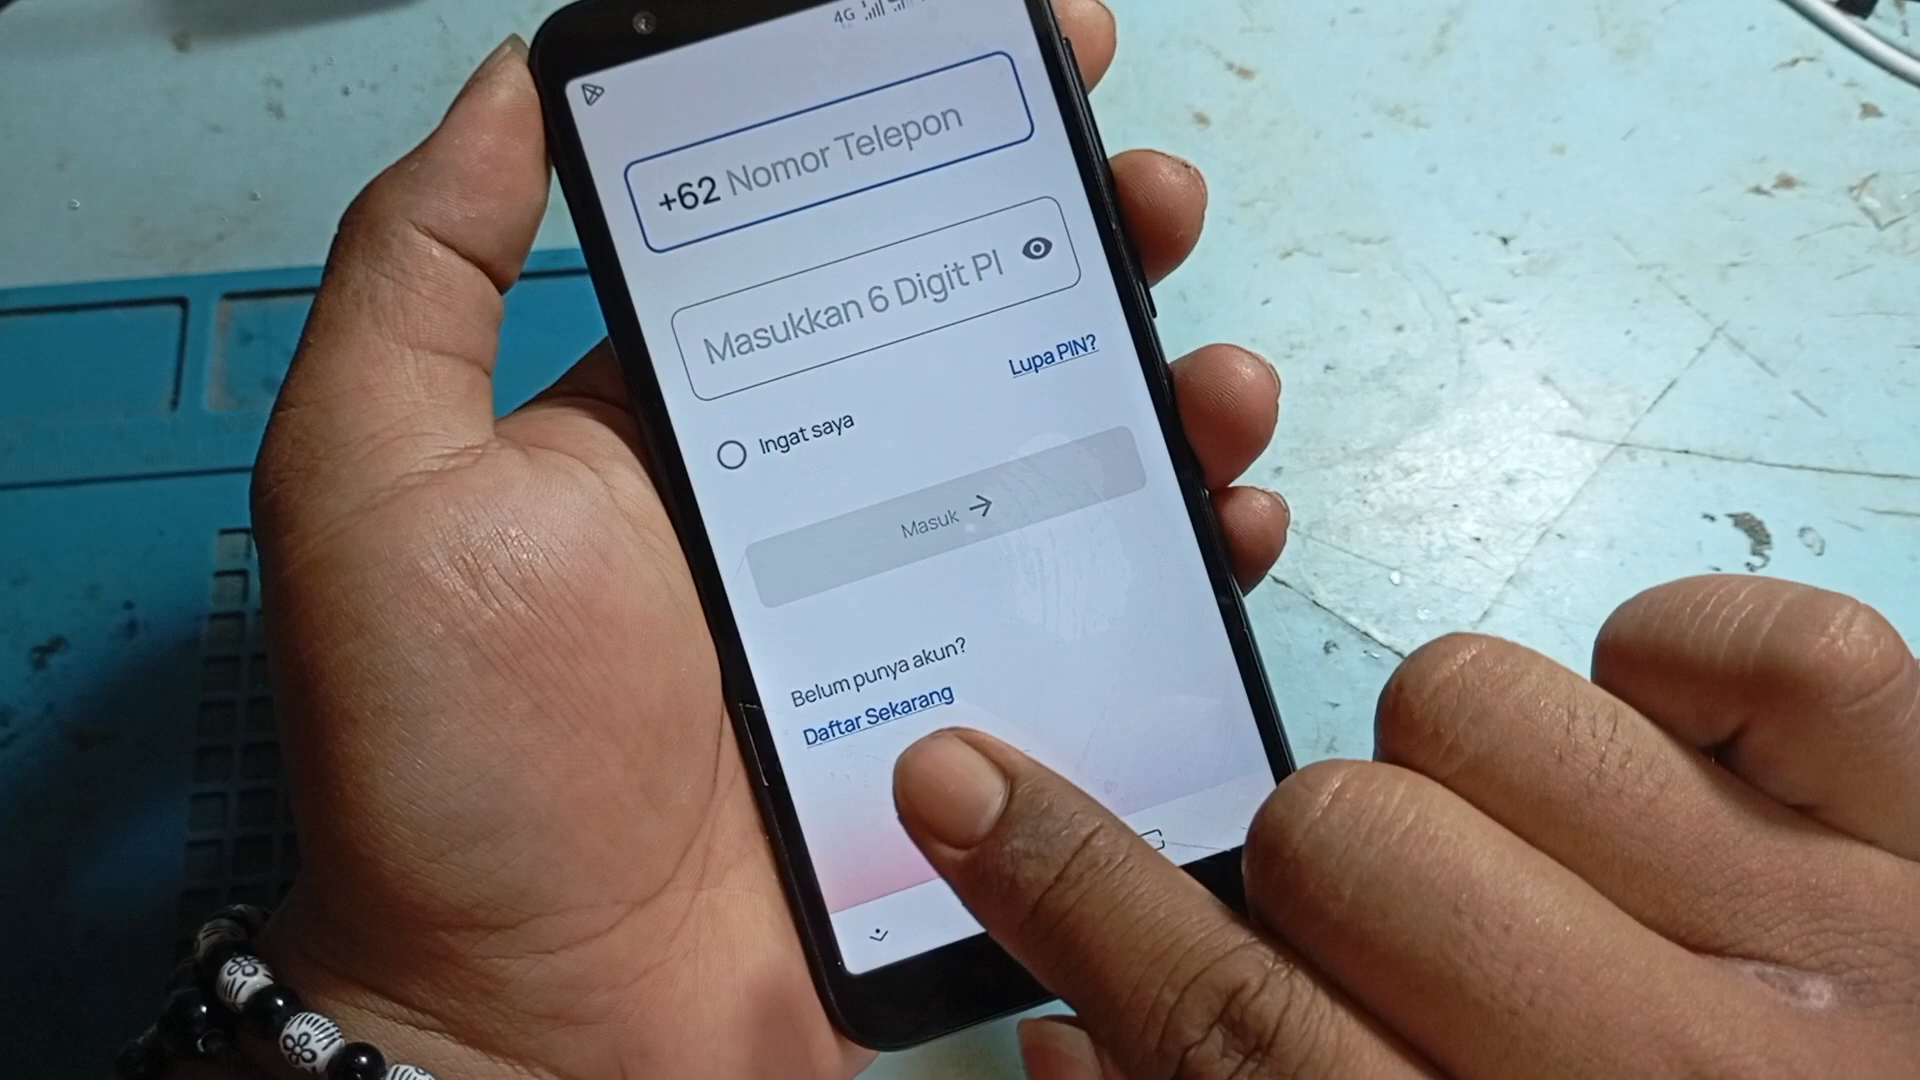 4G
+62 Nomor Telepon
Masukkan 6 Digit PI
Lupa PIN?
Ingat saya
Masuk
Belum punya akun?
Daftar Sekarang